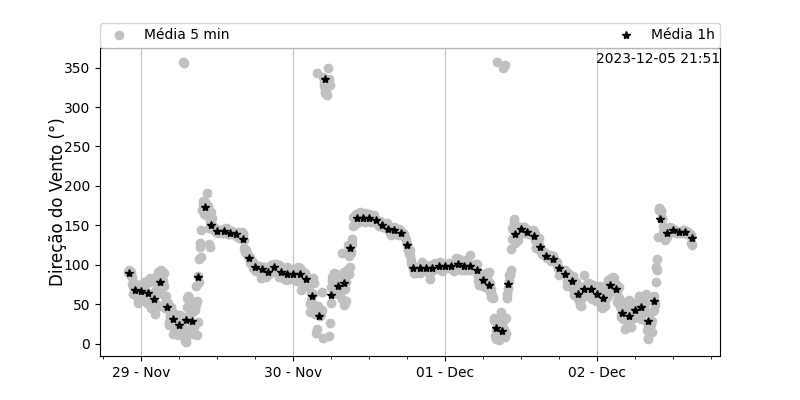 Média 5 min
Média 1h
2023-12-05 21:51
Direção do Vento (°)
350
300
250
200
150
100
50
0
29 - Nov
30 - Nov
01 - Dec
02 - Dec